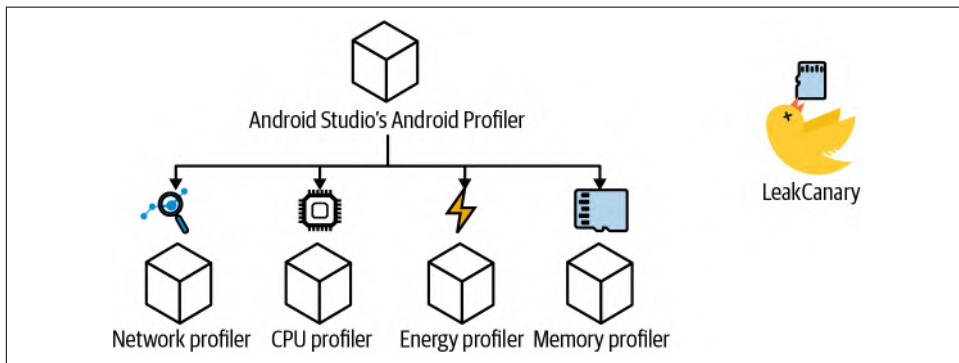 Android Studio's Android Profiler
LeakCanary
Network profiler
CPU profiler
Energy profiler
Memory profiler